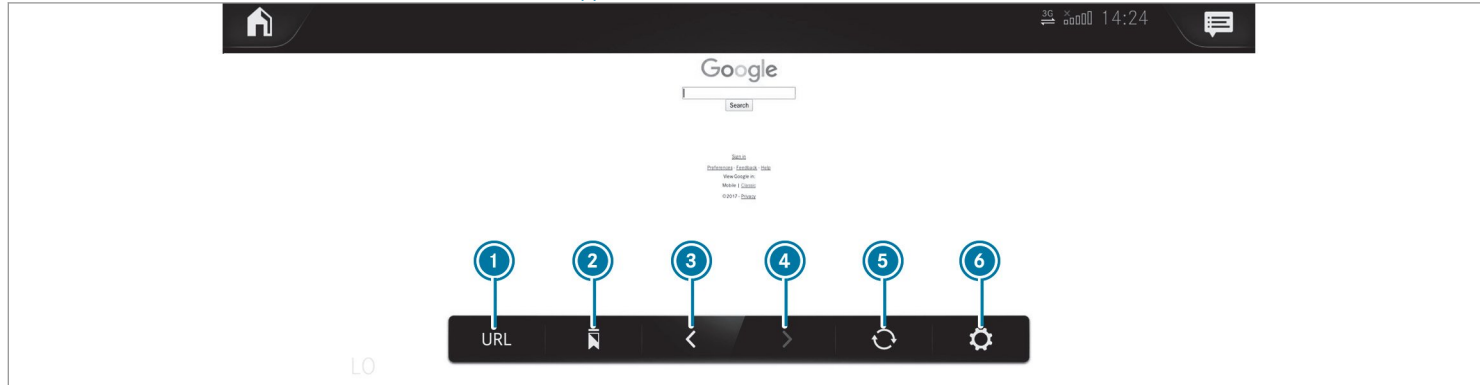 3G 14:24
Google
Search
Sign in
Preferences - Feedback - Help
View Google in:
Mobile | Classic
©2017 - Privacy
1 2 3 4 5 6
URL
LO